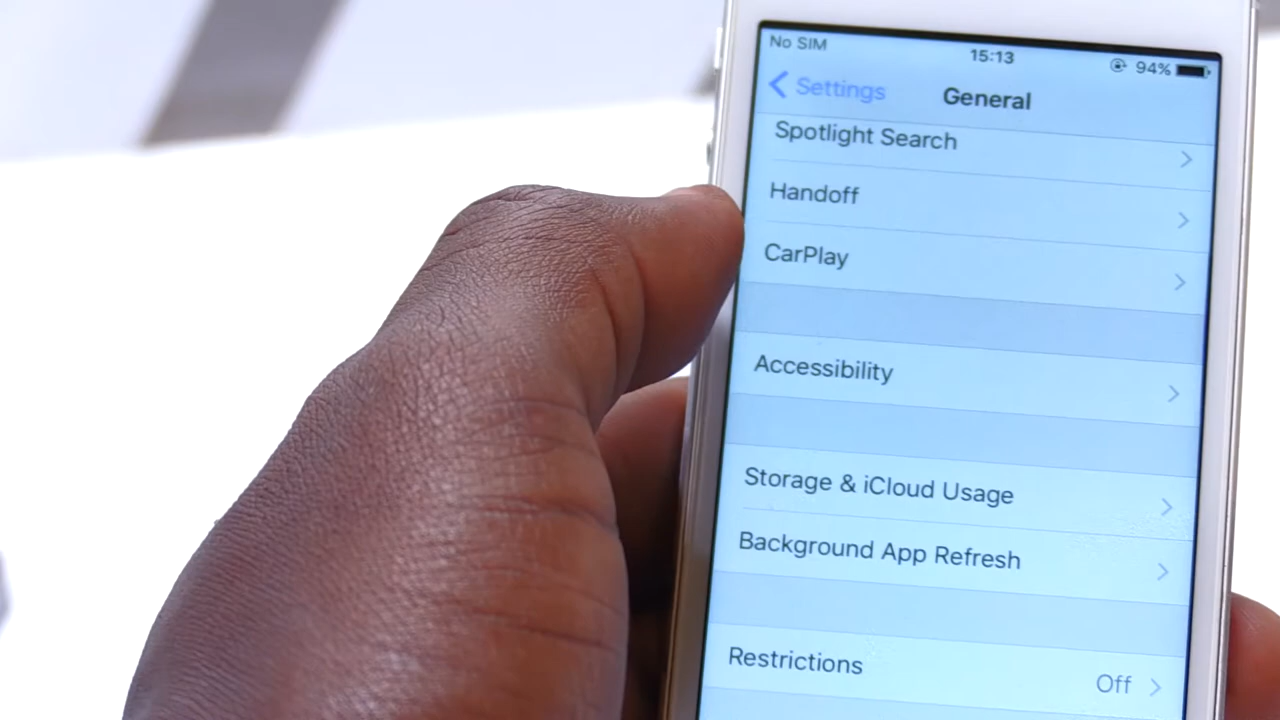 No SIM 15:13 94%
Settings General
Spotlight Search
Handoff
CarPlay
Accessibility
Storage & iCloud Usage
Background App Refresh
Restrictions Off